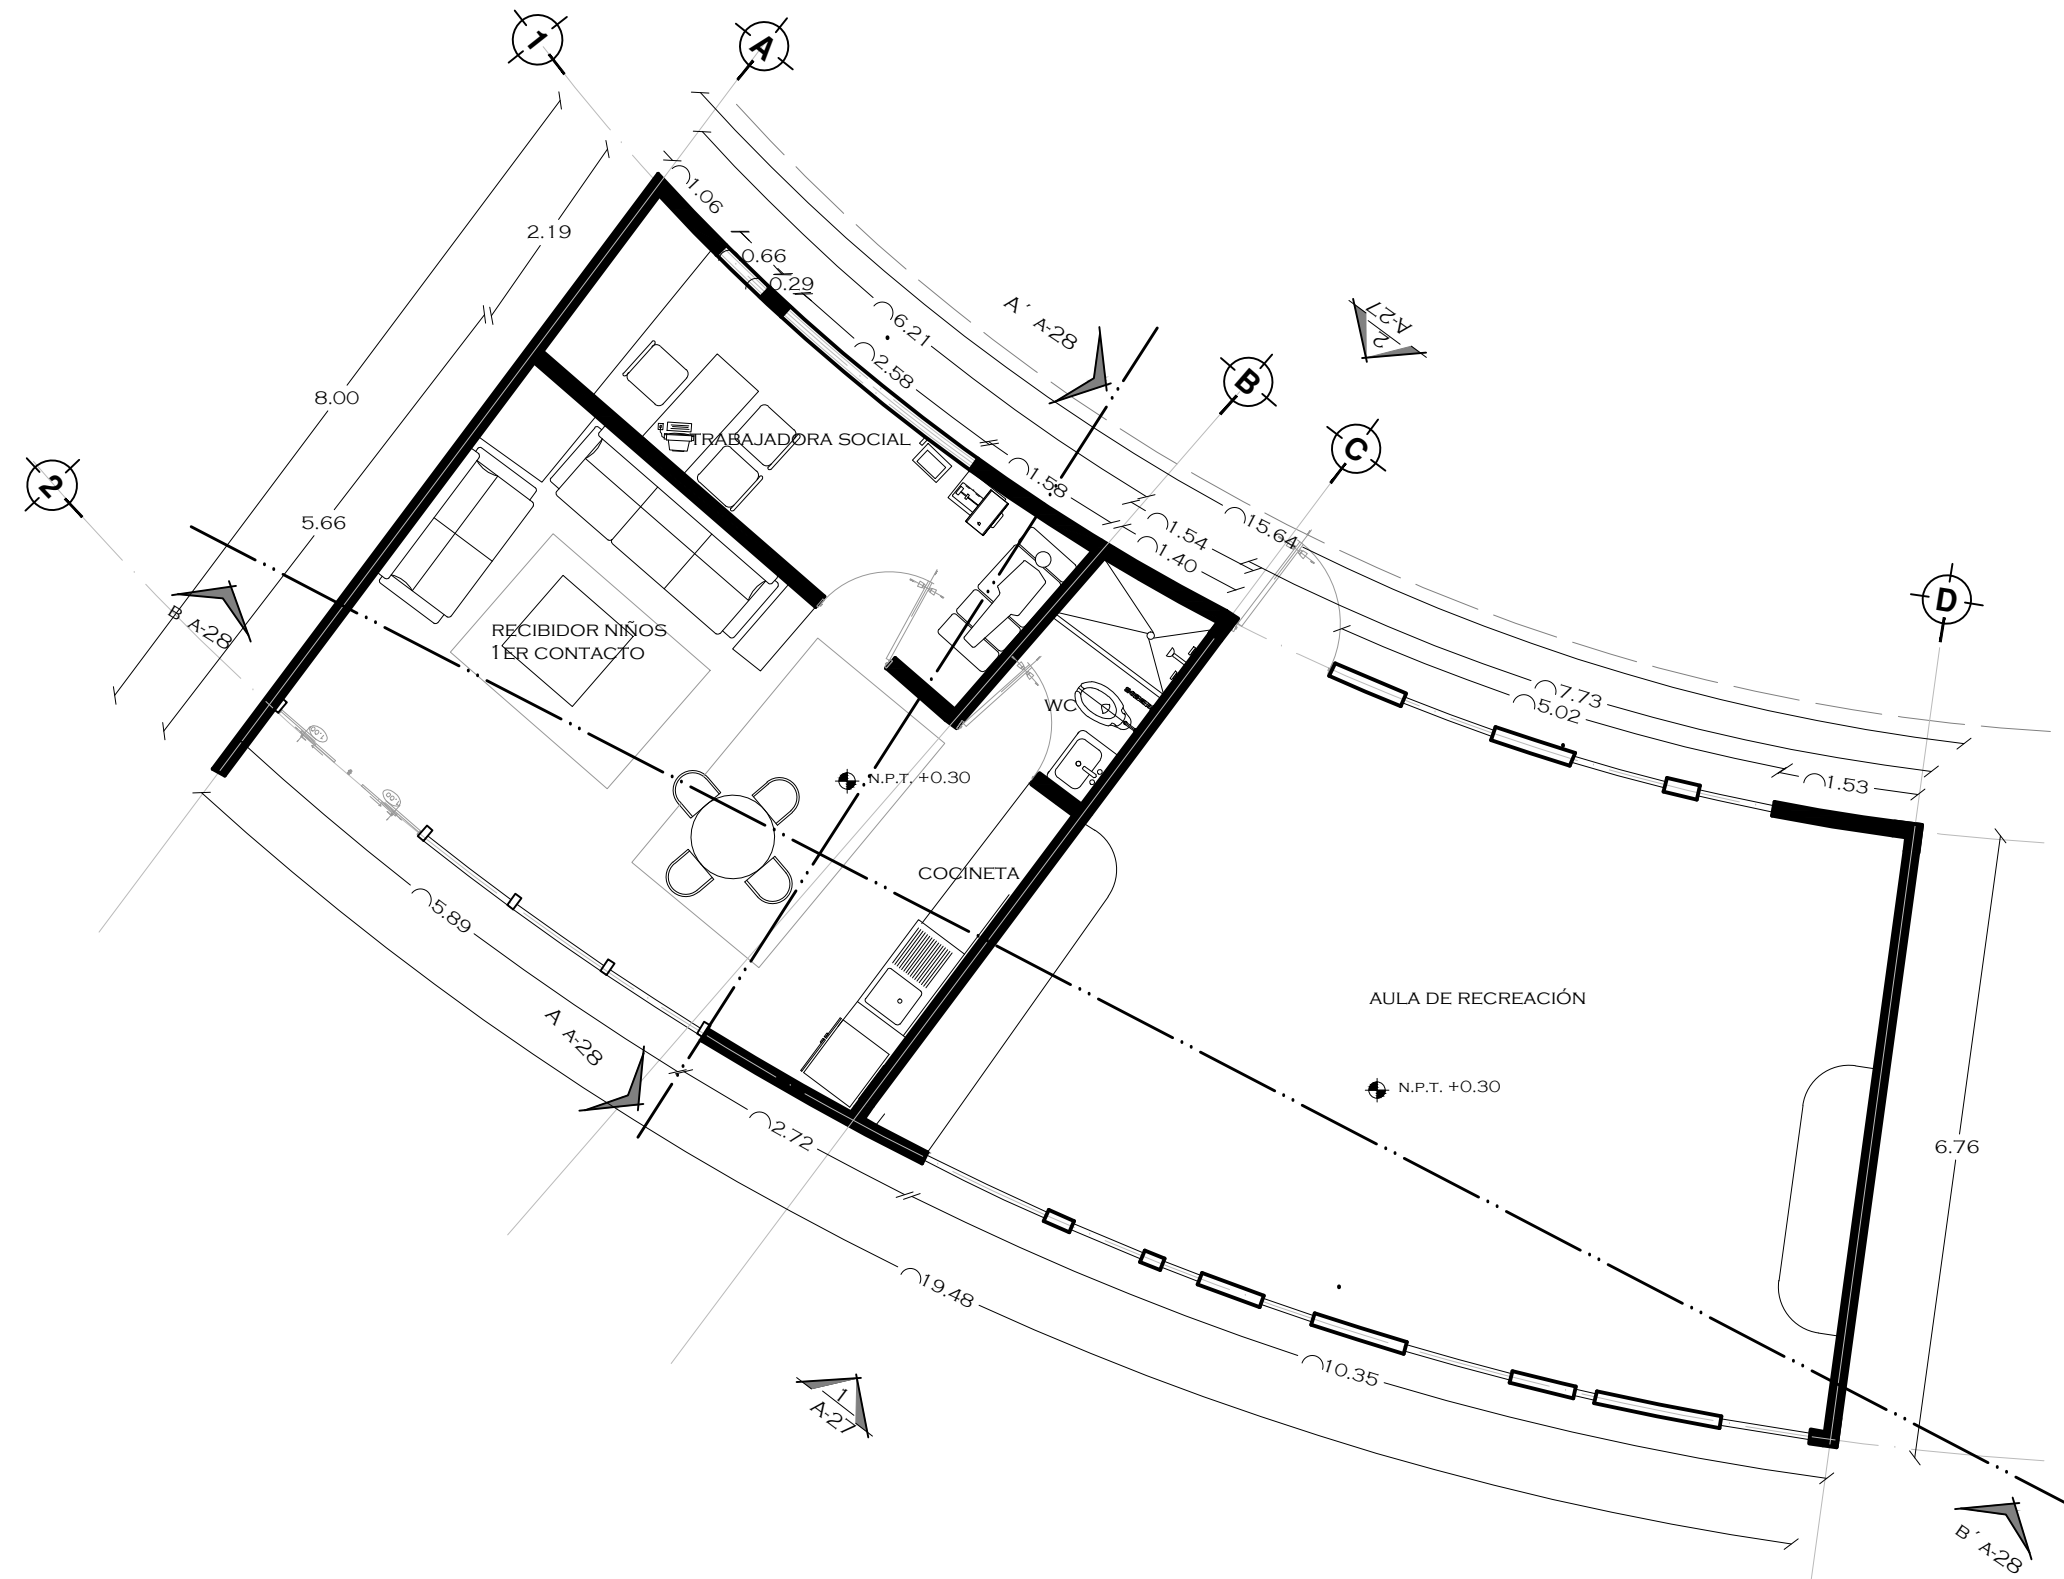 1
A
1.06
2.19
0.66
0.29
6.21
A´ A-28
2
A-27
2.58
B
8.00
TRABAJADORA SOCIAL
C
2
1.58
5.66
1.54
15.64
1.40
D
B A-28
RECIBIDOR NIÑOS
1ER CONTACTO
WC
7.73
5.02
1.00
N.P.T. +0.30
1.53
COCINETA
5.89
AULA DE RECREACIÓN
A A-28
N.P.T. +0.30
2.72
6.76
19.48
10.35
1
A-27
B´ A-28